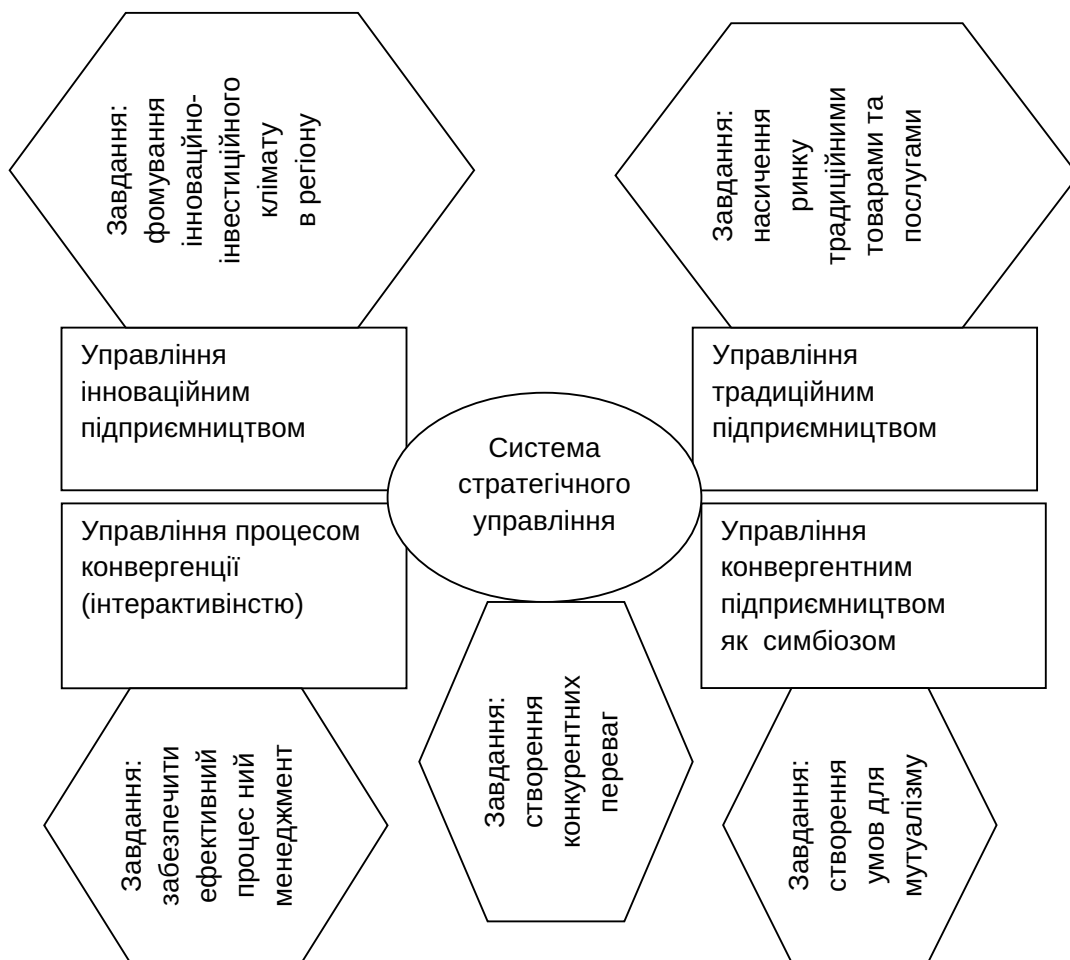 Завдання:
фомування
інноваційно-
інвестиційного
клімату
в регіону
Завдання:
насичення
ринку
традиційними
товарами та
послугами
Управління
інноваційним
підприємництвом
Управління
традиційним
підприємництвом
Система
стратегічного
управління
Управління процесом
конвергенції
(інтерактивінстю)
Управління
конвергентним
підприємництвом
як симбіозом
Завдання:
забезпечити
ефективний
процес ний
менеджмент
Завдання:
створення
конкурентних
переваг
Завдання:
створення
умов для
мутуалізму